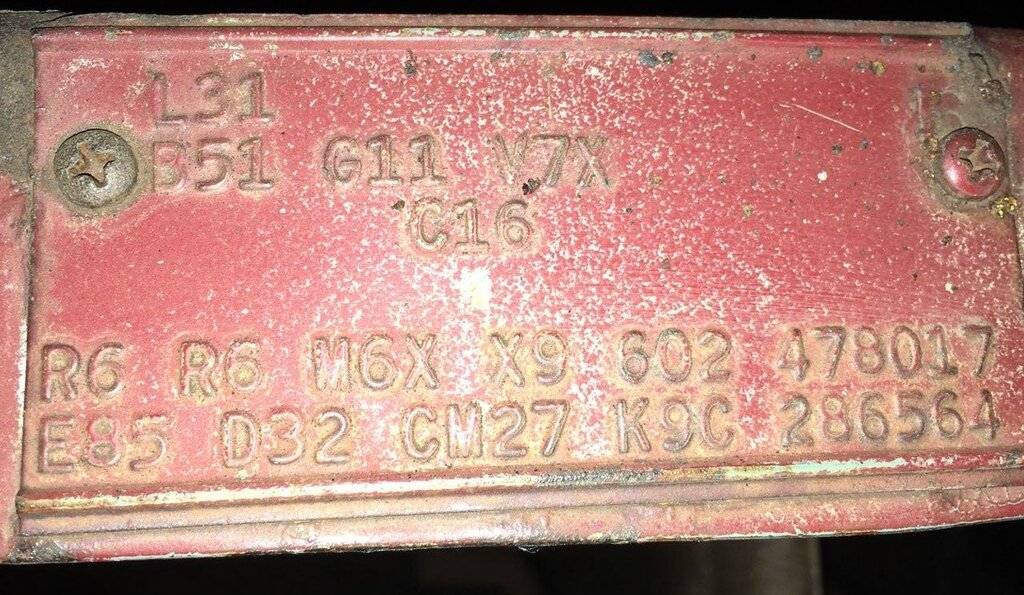 L31
B51 G11 V7X
C16
R6 R6 M6X X9 602 478017
E85 D32 CM27 K9C 286564